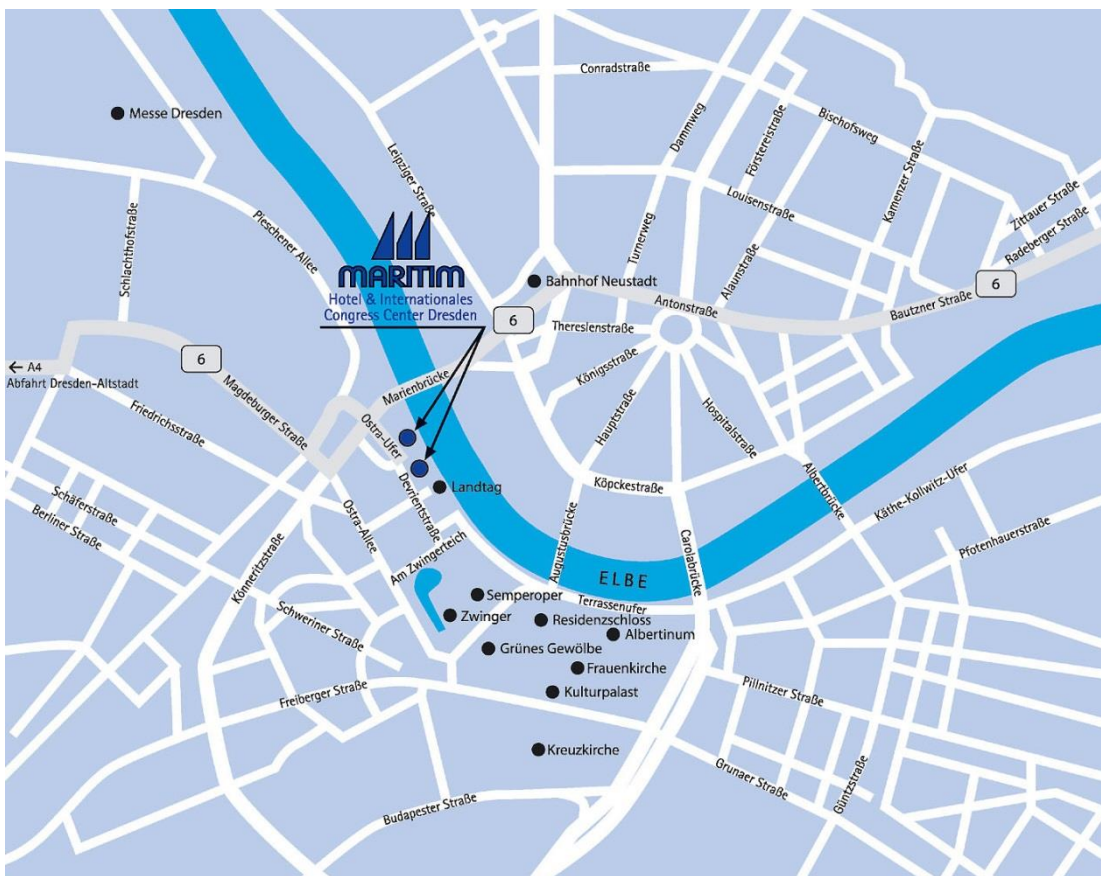 Conradstraße
Messe Dresden
Leipziger Straße
Dammweg
Förstereistraße
Bischofsweg
Kamenzer Straße
Louisenstraße
Zittauer Straße
Radeberger Straße
Schlachthofstraße
Pieschener Allee
MARITIM
Hotel & Internationales
Congress Center Dresden
Turnerweg
Alaunstraße
Bahnhof Neustadt
Antonstraße
Bautzner Straße
6
6
6
Theresienstraße
Königsstraße
← A4
Abfahrt Dresden-Altstadt
Magdeburger Straße
Friedrichsstraße
Marienbrücke
Ostra-Ufer
Hauptstraße
Hospitalstraße
Albertbrücke
Käthe-Kollwitz-Ufer
Pfotenhauerstraße
Köpckestraße
Landtag
Devrientstraße
Ostra-Allee
Schäferstraße
Berliner Straße
Könneritzstraße
Am Zwingerteich
Augustusbrücke
Carolabrücke
ELBE
Terrassenufer
Semperoper
Zwinger
Residenzschloss
Albertinum
Grünes Gewölbe
Frauenkirche
Kulturpalast
Schweriner Straße
Freiberger Straße
Pillnitzer Straße
Kreuzkirche
Grunaer Straße
Güntzstraße
Budapester Straße